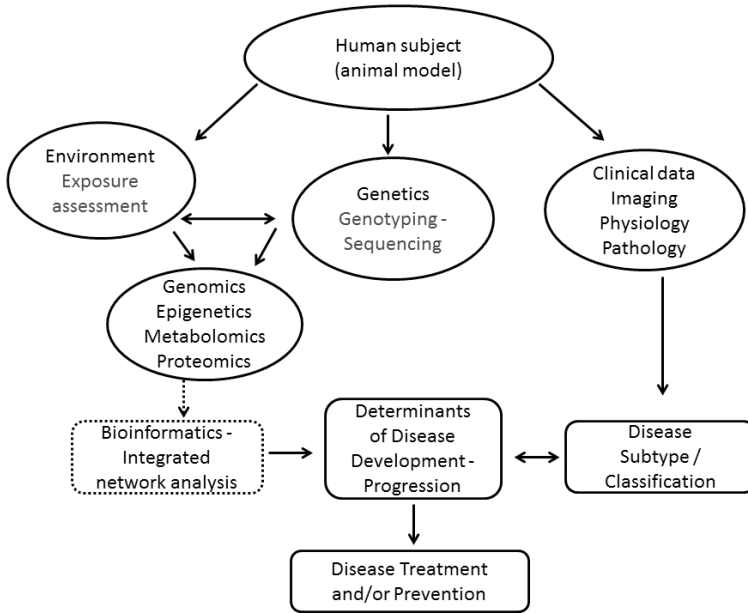 Human subject
(animal model)
Environment
Exposure
assessment
Genetics
Genotyping -
Sequencing
Clinical data
Imaging
Physiology
Pathology
Genomics
Epigenetics
Metabolomics
Proteomics
Bioinformatics -
Integrated
network analysis
Determinants
of Disease
Development -
Progression
Disease
Subtype /
Classification
Disease Treatment
and/or Prevention